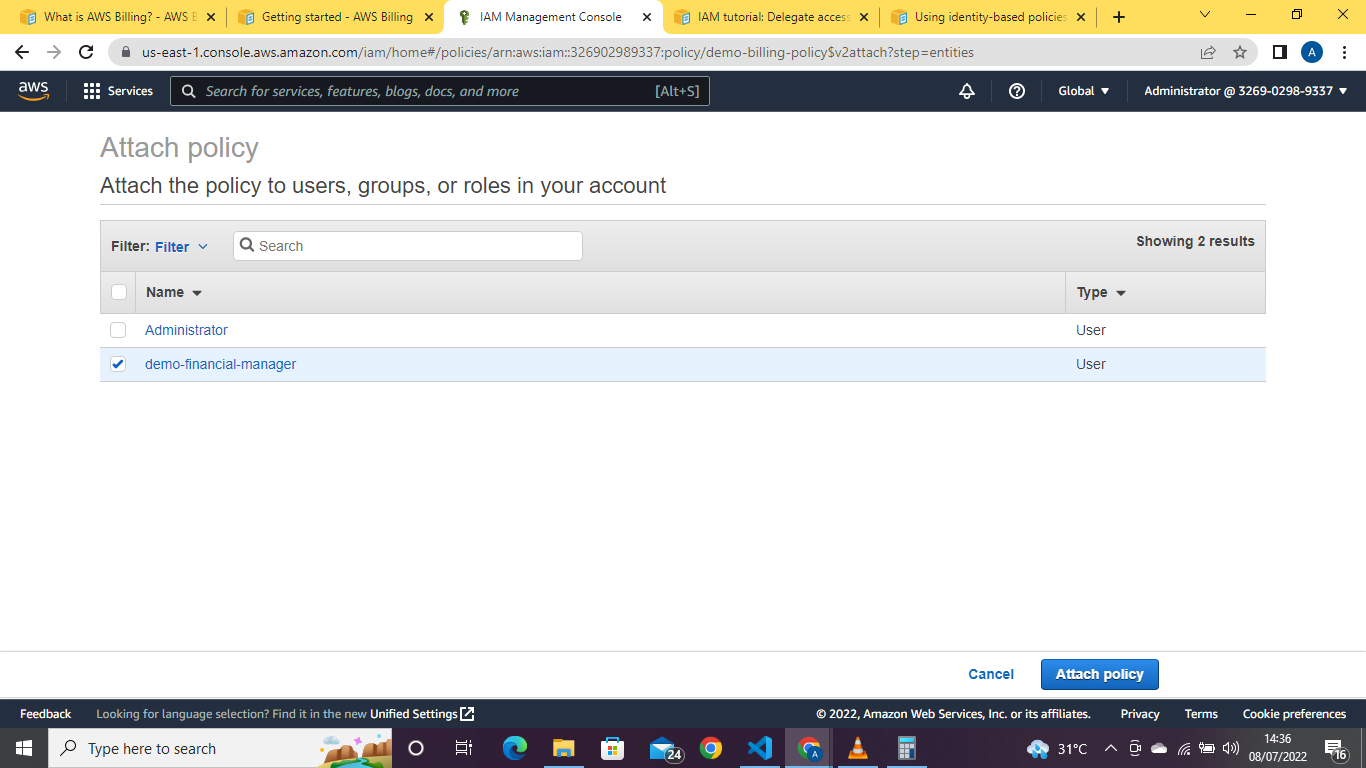 What is AWS Billing? - AWS B
Getting started - AWS Billing
IAM Management Console
IAM tutorial: Delegate access
Using identity-based policies
us-east-1.console.aws.amazon.com/iam/home#/policies/arn:aws:iam::326902989337:policy/demo-billing-policy$v2attach?step=entities
A
aws
Services
Search for services, features, blogs, docs, and more
[Alt+S]
Global
Administrator @ 3269-0298-9337
Attach policy
Attach the policy to users, groups, or roles in your account
Filter: Filter
Search
Showing 2 results
Name
Type
Administrator
User
demo-financial-manager
User
Cancel
Attach policy
Feedback
Looking for language selection? Find it in the new Unified Settings
© 2022, Amazon Web Services, Inc. or its affiliates.
Privacy
Terms
Cookie preferences
Type here to search
24
A
31°C
14:36
08/07/2022
16